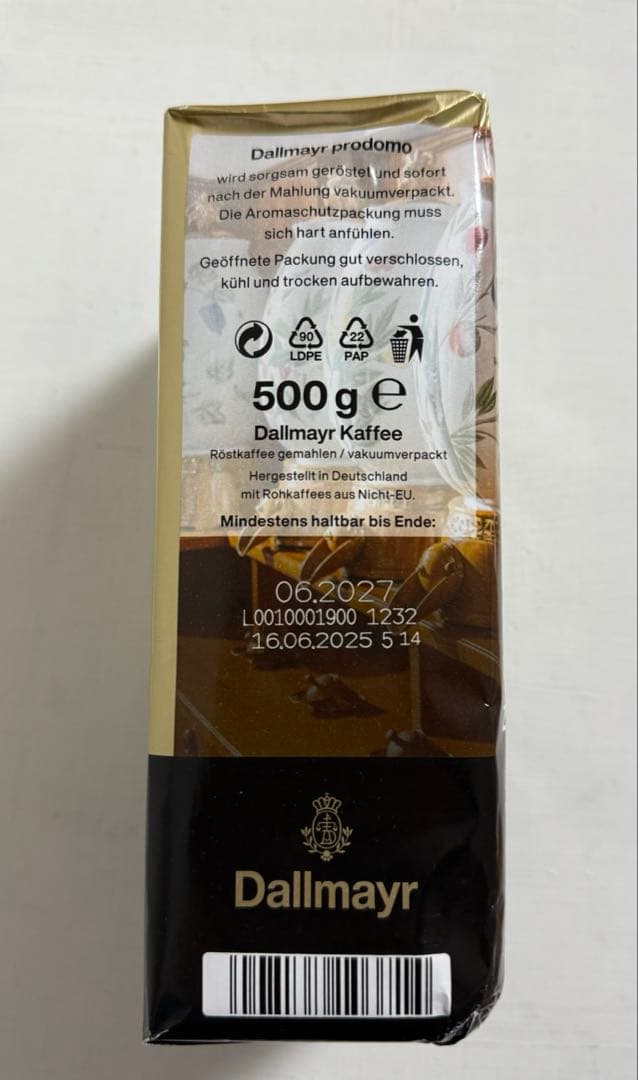 Dallmayr prodomo
wird sorgsam geröstet und sofort
nach der Mahlung vakuumverpackt.
Die Aromaschutzpackung muss
sich hart anfühlen.
Geöffnete Packung gut verschlossen,
kühl und trocken aufbewahren.
90 22
LDPE PAP
500 g e
Dallmayr Kaffee
Röstkaffee gemahlen / vakuumverpackt
Hergestellt in Deutschland
mit Rohkaffees aus Nicht-EU.
Mindestens haltbar bis Ende:
06.2027
L0010001900 1232
16.06.2025 5 14
Dallmayr